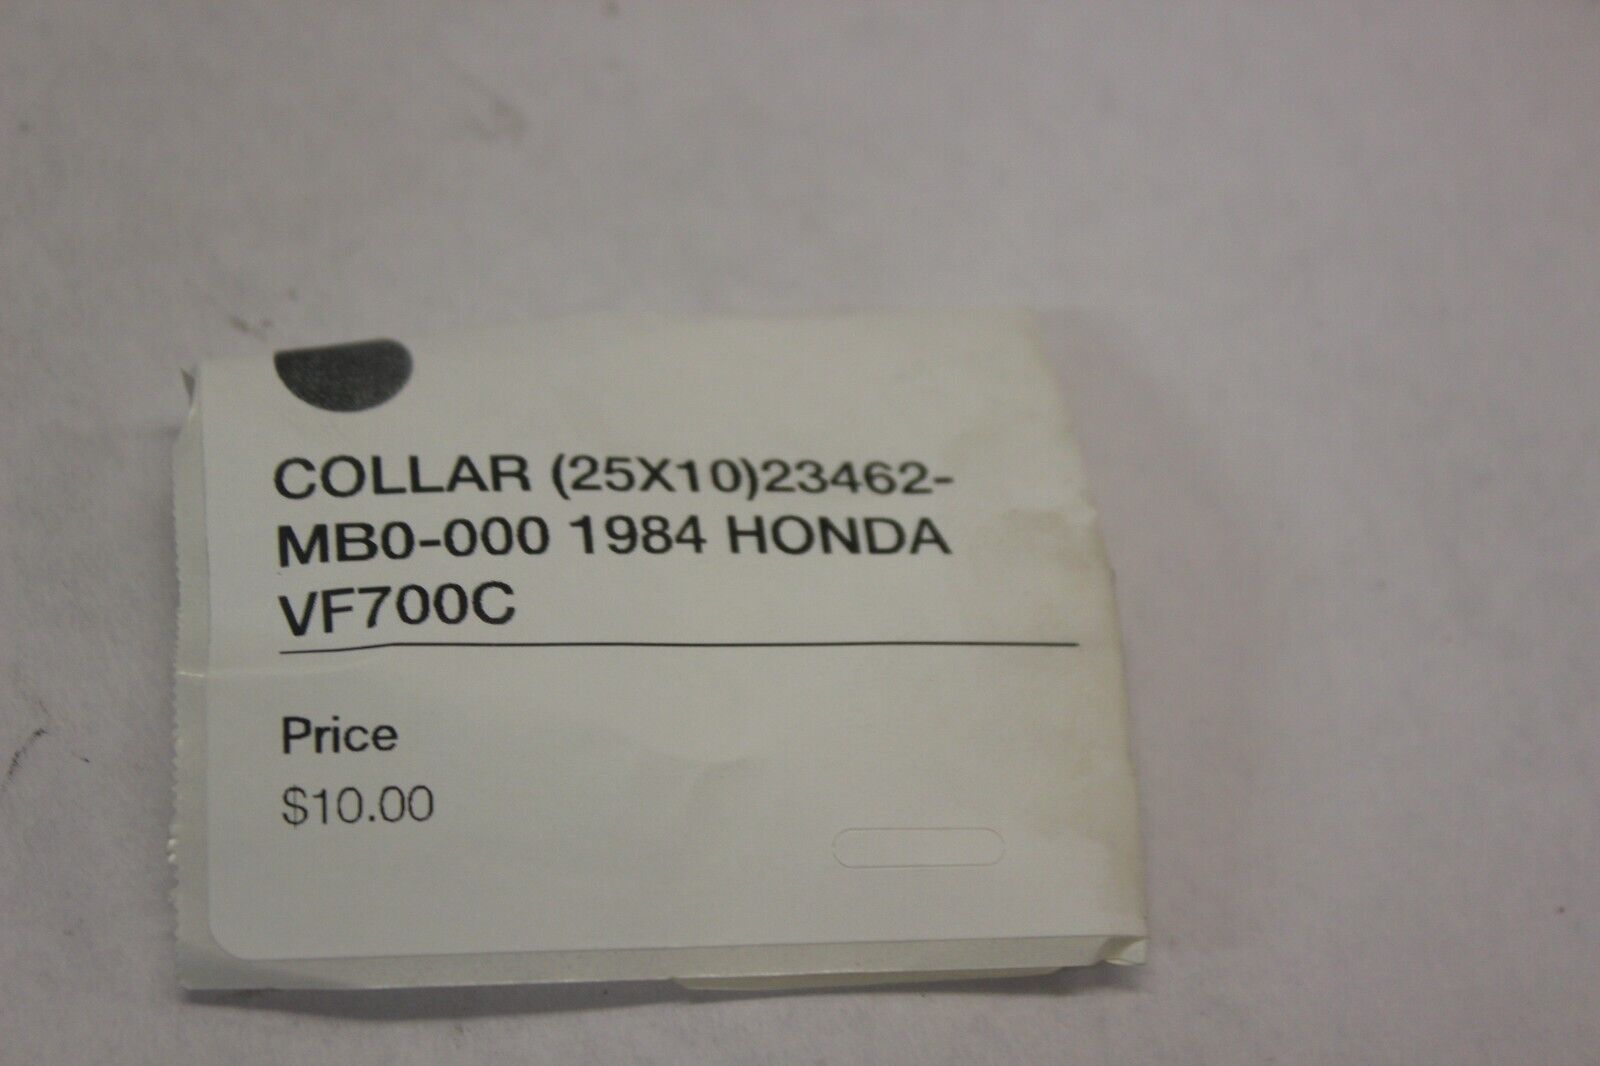 COLLAR (25X10)23462-
MB0-000 1984 HONDA
VF700C
Price
$10.00